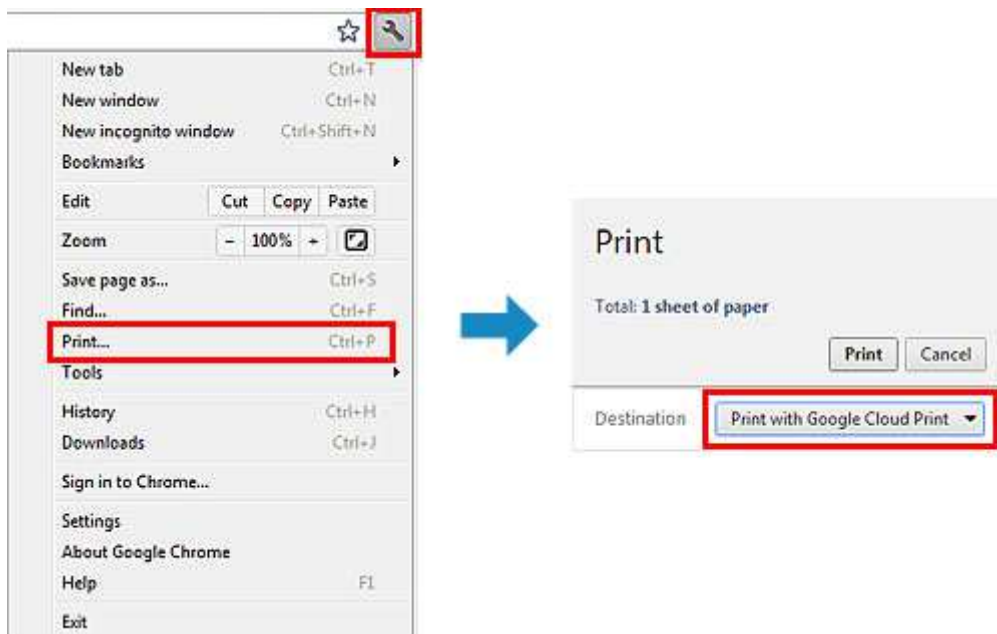 New tab Ctrl+T
New window Ctrl+N
New incognito window Ctrl+Shift+N
Bookmarks
Edit Cut Copy Paste
Zoom - 100% +
Save page as... Ctrl+S
Find... Ctrl+F
Print... Ctrl+P
Tools
History Ctrl+H
Downloads Ctrl+J
Sign in to Chrome...
Settings
About Google Chrome
Help F1
Exit
Print
Total: 1 sheet of paper
Print Cancel
Destination Print with Google Cloud Print